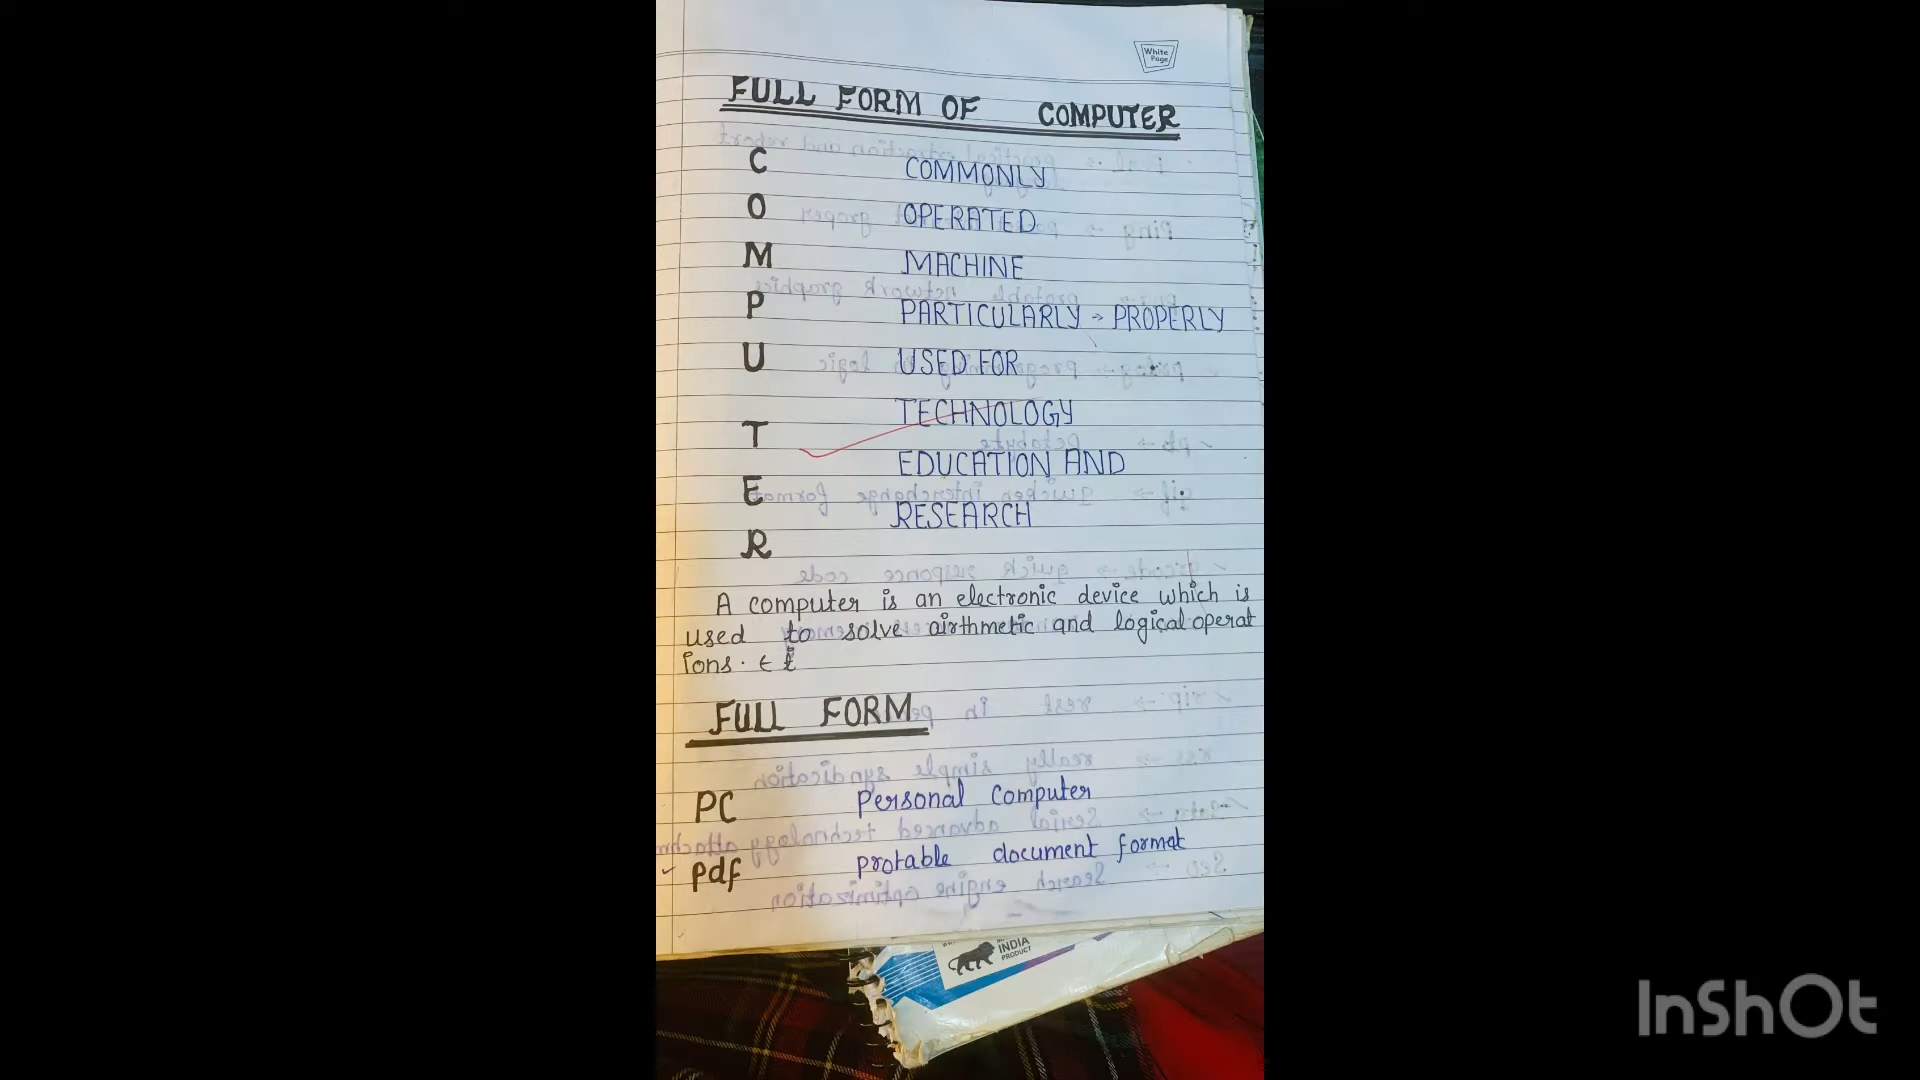 White
Page
FULL FORM OF COMPUTER
C COMMONLY
O OPERATED
M MACHINE
P PARTICULARLY → PROPERLY
U USED FOR
T TECHNOLOGY
E EDUCATION AND
R RESEARCH
A computer is an electronic device which is
used to solve airthmetic and logical operat
ions.
FULL FORM
PC Personal Computer
pdf protable document format
INDIA
PRODUCT
InShOt